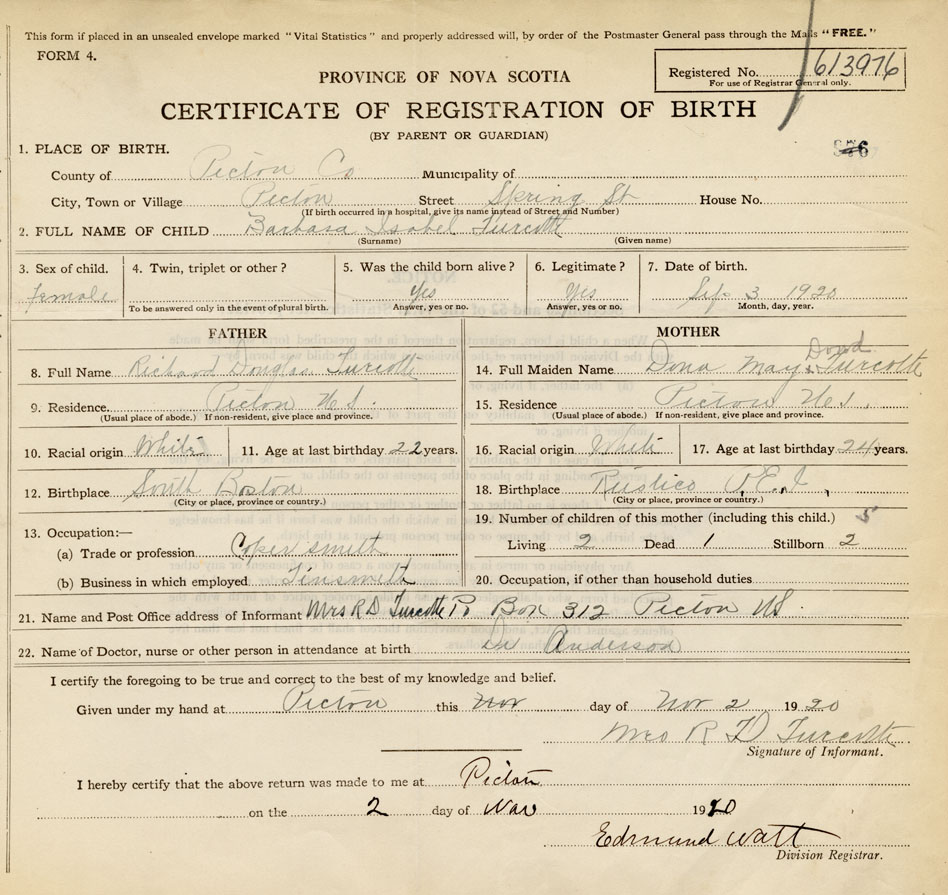 This form if placed in an unsealed envelope marked "Vital Statistics" and properly addressed will, by order of the Postmaster General pass through the Mails "FREE."
FORM 4.
Registered No. 613976
For use of Registrar General only.
PROVINCE OF NOVA SCOTIA
CERTIFICATE OF REGISTRATION OF BIRTH
(BY PARENT OR GUARDIAN)
1. PLACE OF BIRTH.
County of Picton Co Municipality of
City, Town or Village Picton Street Spring St House No.
(If birth occurred in a hospital, give its name instead of Street and Number)
2. FULL NAME OF CHILD Barbara Isabel Turcotte
(Surname) (Given name)
3. Sex of child. 4. Twin, triplet or other? 5. Was the child born alive? 6. Legitimate? 7. Date of birth.
female Yes Yes Sep 3 1920
To be answered only in the event of plural birth. Answer, yes or no. Answer, yes or no. Month, day, year.
FATHER
8. Full Name Richard Douglas Turcotte
9. Residence. Picton N.S.
(Usual place of abode.) If non-resident, give place and province.
10. Racial origin White 11. Age at last birthday 22 years.
12. Birthplace South Boston
(City or place, province or country.)
13. Occupation:—
(a) Trade or profession smith
(b) Business in which employed Tinsmith
MOTHER
14. Full Maiden Name Dona May Turcotte
15. Residence Picton N.S.
(Usual place of abode.) If non-resident, give place and province.
16. Racial origin White 17. Age at last birthday 24 years.
18. Birthplace Rustico P.E.I.,
(City or place, province or country.)
19. Number of children of this mother (including this child.) 5
Living 2 Dead 1 Stillborn 2
20. Occupation, if other than household duties
21. Name and Post Office address of Informant Mrs R D Turcotte Po Box 312 Picton NS.
22. Name of Doctor, nurse or other person in attendance at birth Dr Anderson
I certify the foregoing to be true and correct to the best of my knowledge and belief.
Given under my hand at Picton this Nov day of Nov 2 1920
Mrs R D Turcotte
Signature of Informant.
I hereby certify that the above return was made to me at Picton
on the 2 day of Nov 1920
Edmund Watt
Division Registrar.